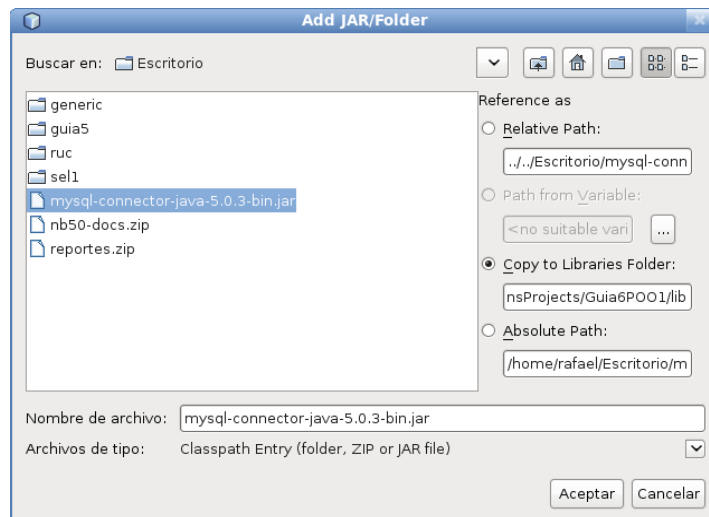 Add JAR/Folder
Buscar en: Escritorio
generic
guia5
ruc
sel1
mysql-connector-java-5.0.3-bin.jar
nb50-docs.zip
reportes.zip
Reference as
Relative Path:
../../Escritorio/mysql-conn
Path from Variable:
<no suitable vari
...
Copy to Libraries Folder:
nsProjects/Guia6POO1/lib
Absolute Path:
/home/rafael/Escritorio/m
Nombre de archivo: mysql-connector-java-5.0.3-bin.jar
Archivos de tipo: Classpath Entry (folder, ZIP or JAR file)
Aceptar Cancelar